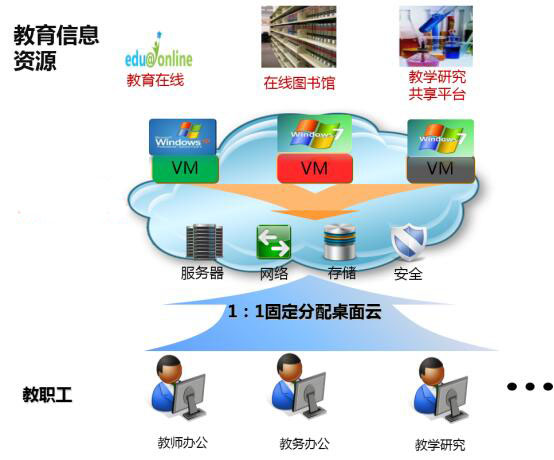 教育信息
资源
edu@online
教育在线
在线图书馆
教学研究
共享平台
Windows XP
Windows 7
Windows 7
VM
VM
VM
服务器
网络
存储
安全
1：1固定分配桌面云
教职工
教师办公
教务办公
教学研究